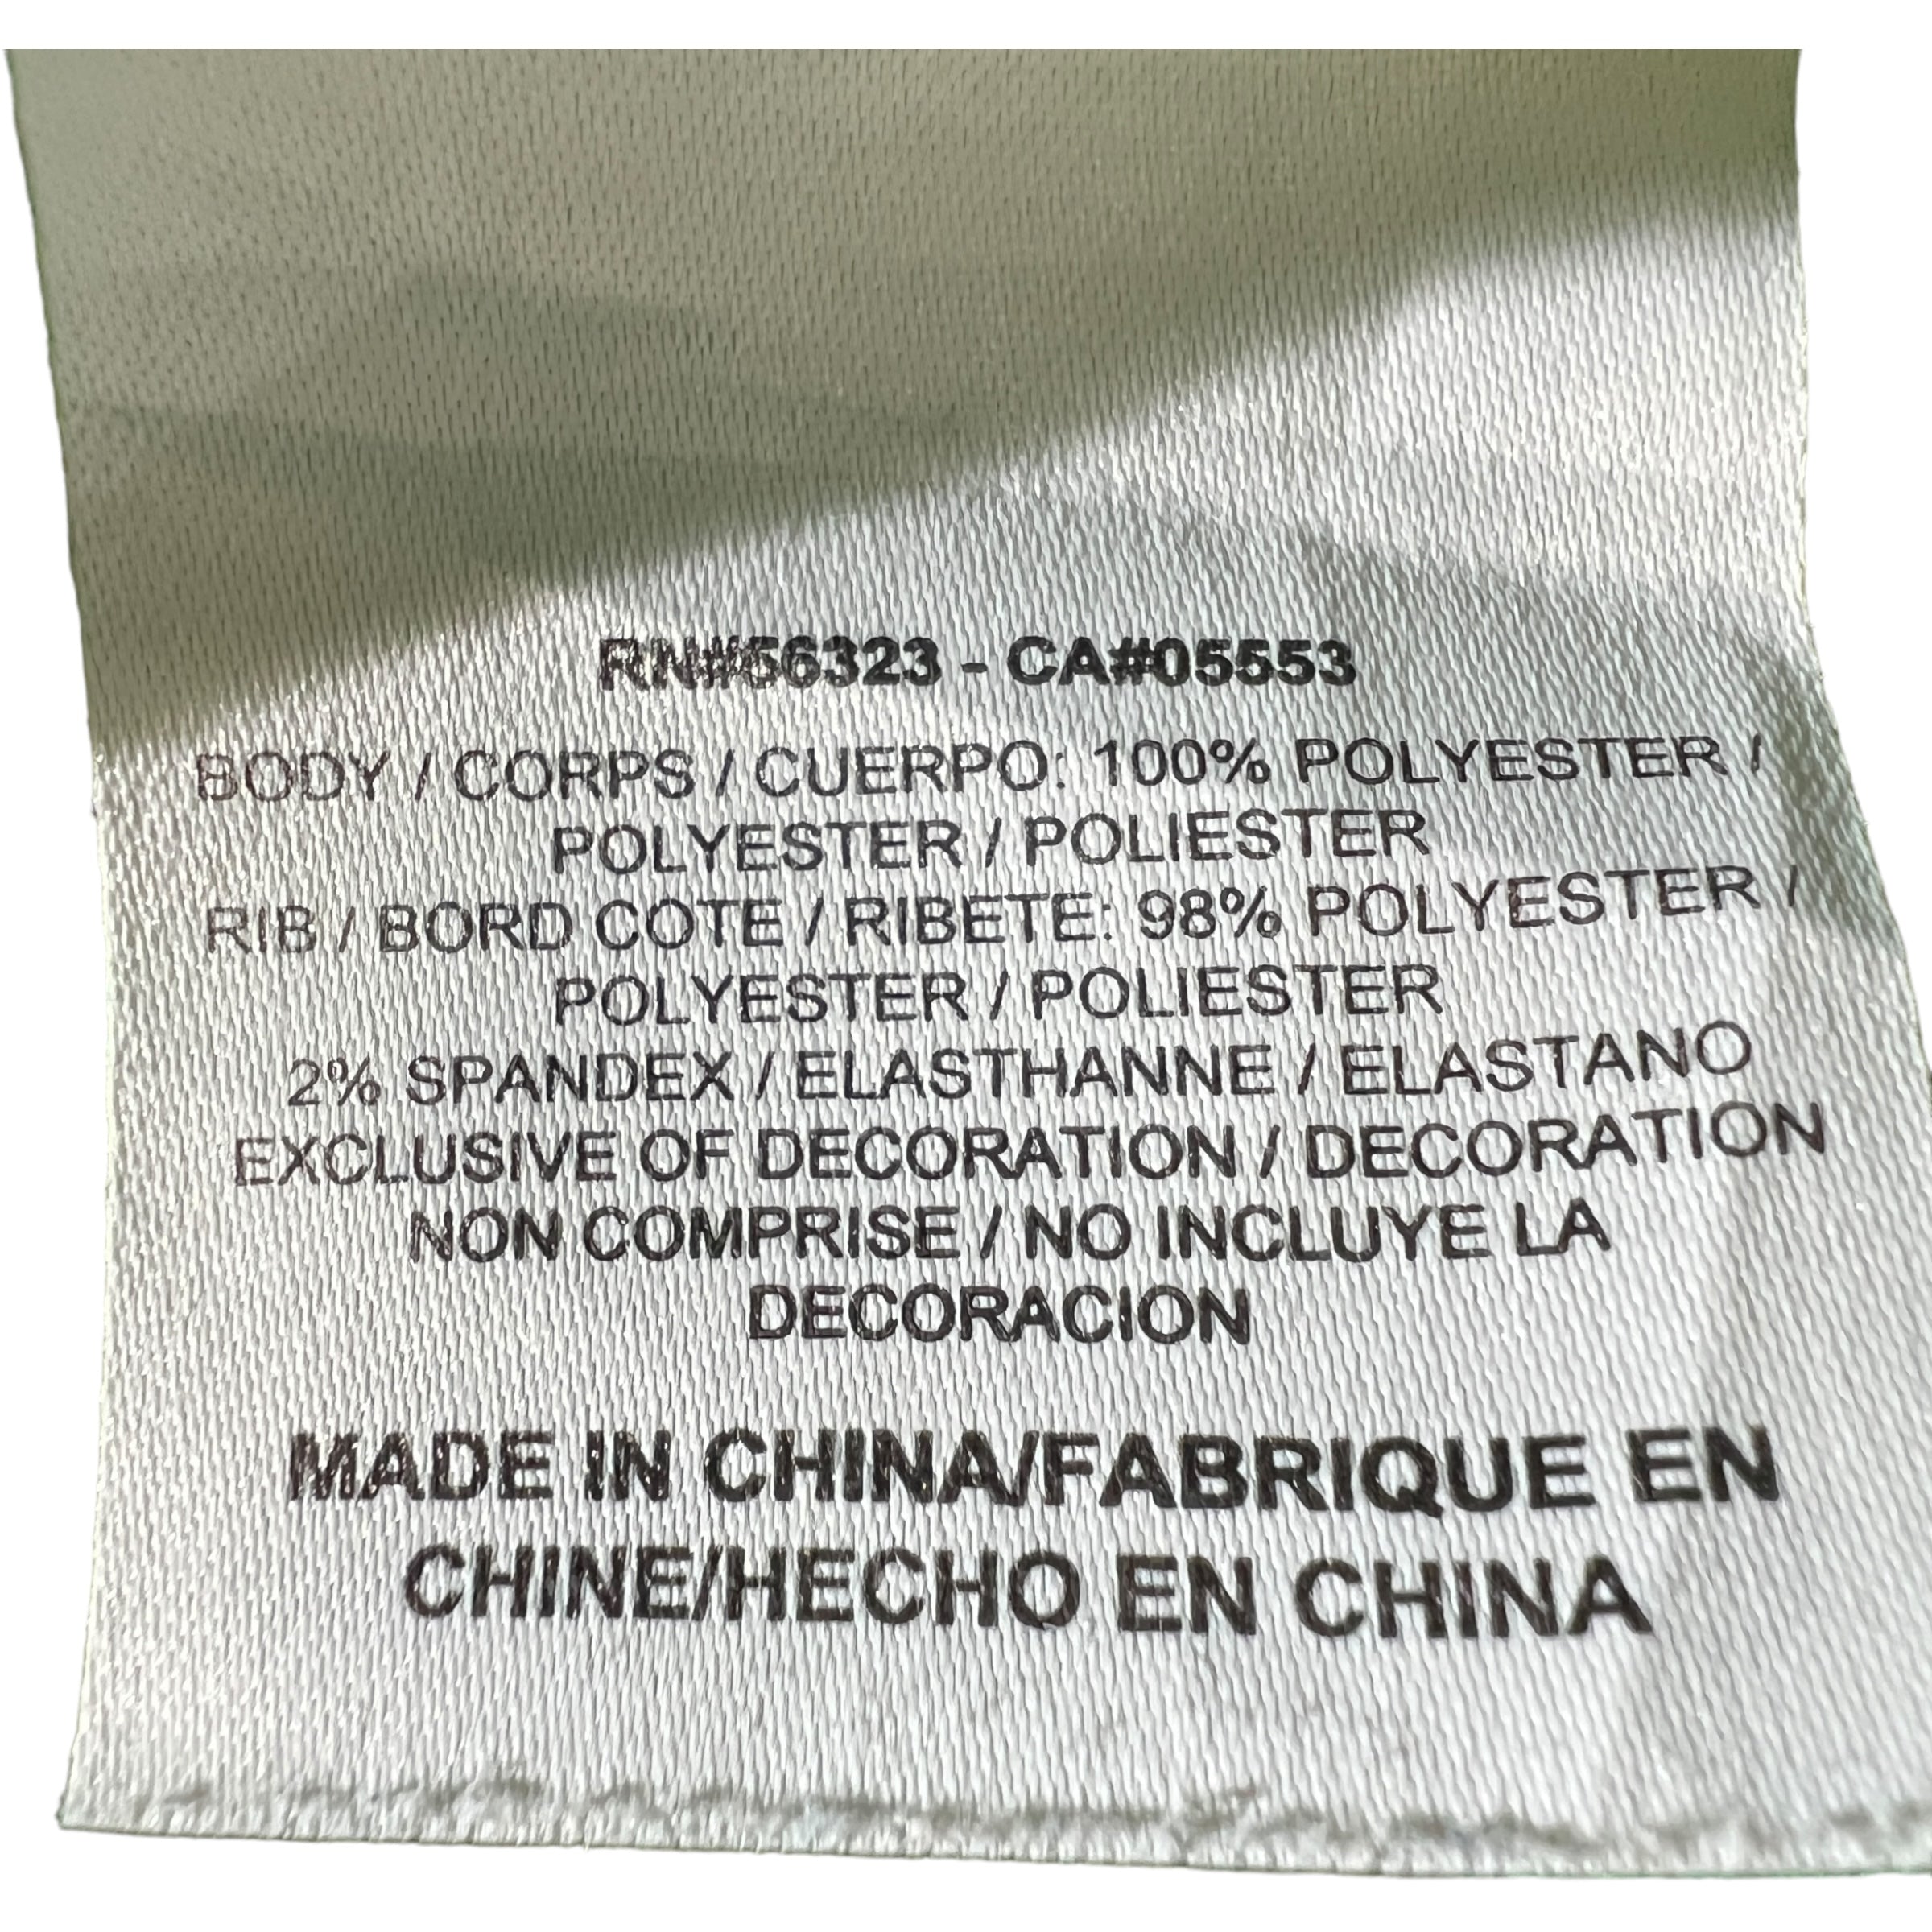 RN#56323 - CA#05553
BODY / CORPS / CUERPO: 100% POLYESTER /
POLYESTER / POLIESTER
RIB / BORD COTE / RIBETE: 98% POLYESTER /
POLYESTER / POLIESTER
2% SPANDEX / ELASTHANNE / ELASTANO
EXCLUSIVE OF DECORATION / DECORATION
NON COMPRISE / NO INCLUYE LA
DECORACION
MADE IN CHINA/FABRIQUE EN
CHINE/HECHO EN CHINA